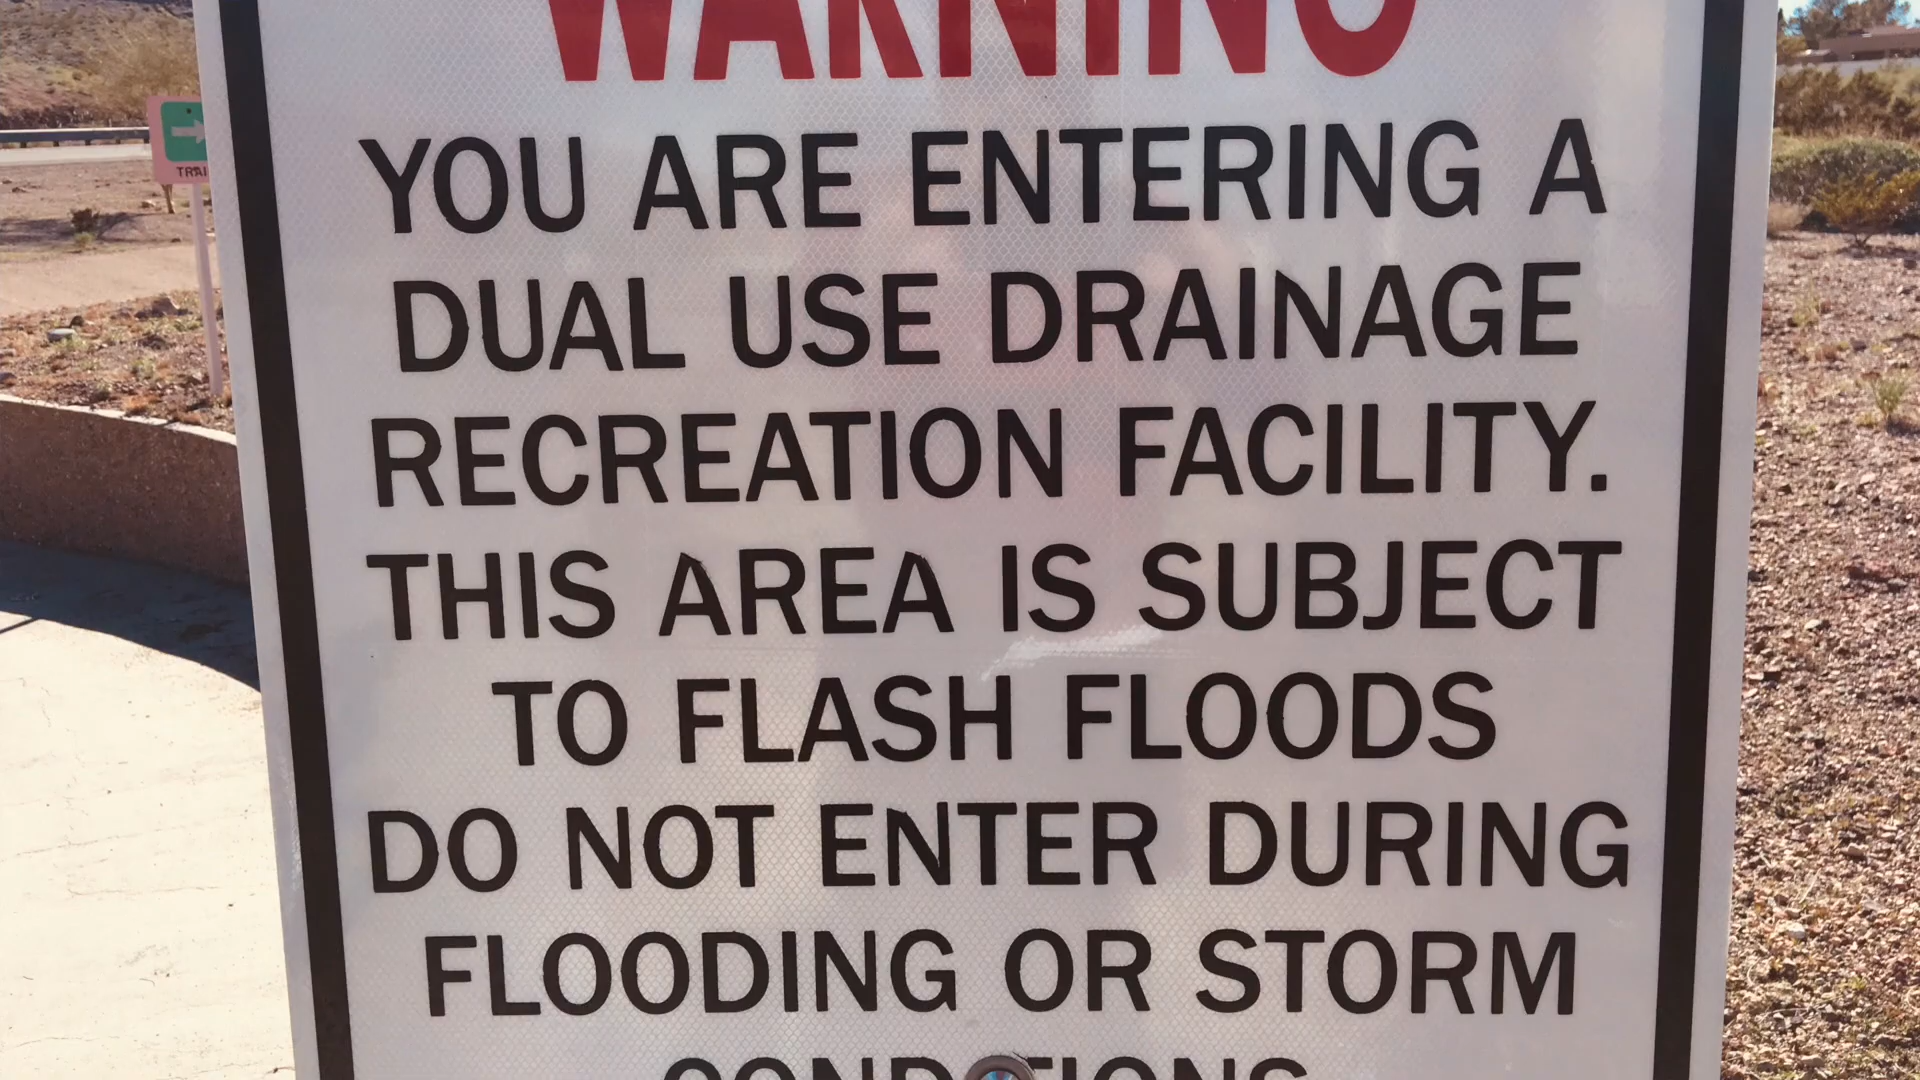 WARNING
YOU ARE ENTERING A
DUAL USE DRAINAGE
RECREATION FACILITY.
THIS AREA IS SUBJECT
TO FLASH FLOODS
DO NOT ENTER DURING
FLOODING OR STORM
CONDITIONS
TRAI